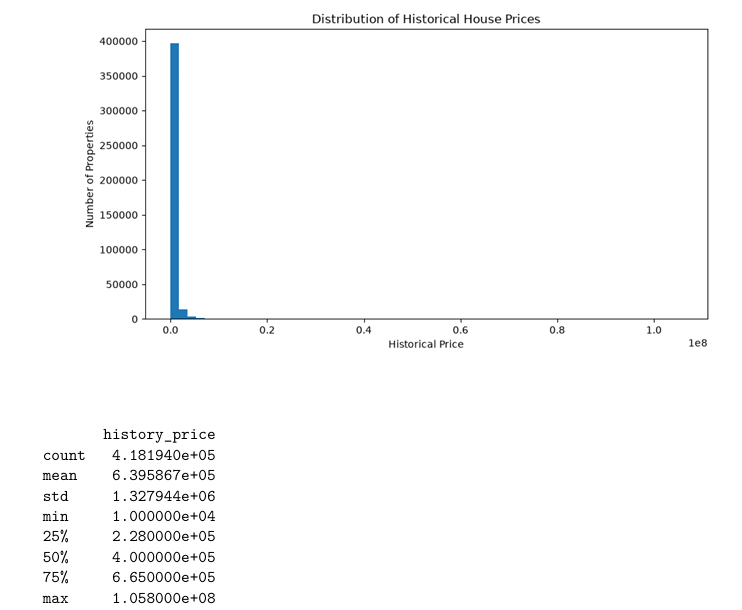 Distribution of Historical House Prices
400000
350000
300000
250000
200000
150000
100000
50000
0
Number of Properties
0.0 0.2 0.4 0.6 0.8 1.0
1e8
Historical Price
history_price
count 4.181940e+05
mean 6.395867e+05
std 1.327944e+06
min 1.000000e+04
25% 2.280000e+05
50% 4.000000e+05
75% 6.650000e+05
max 1.058000e+08